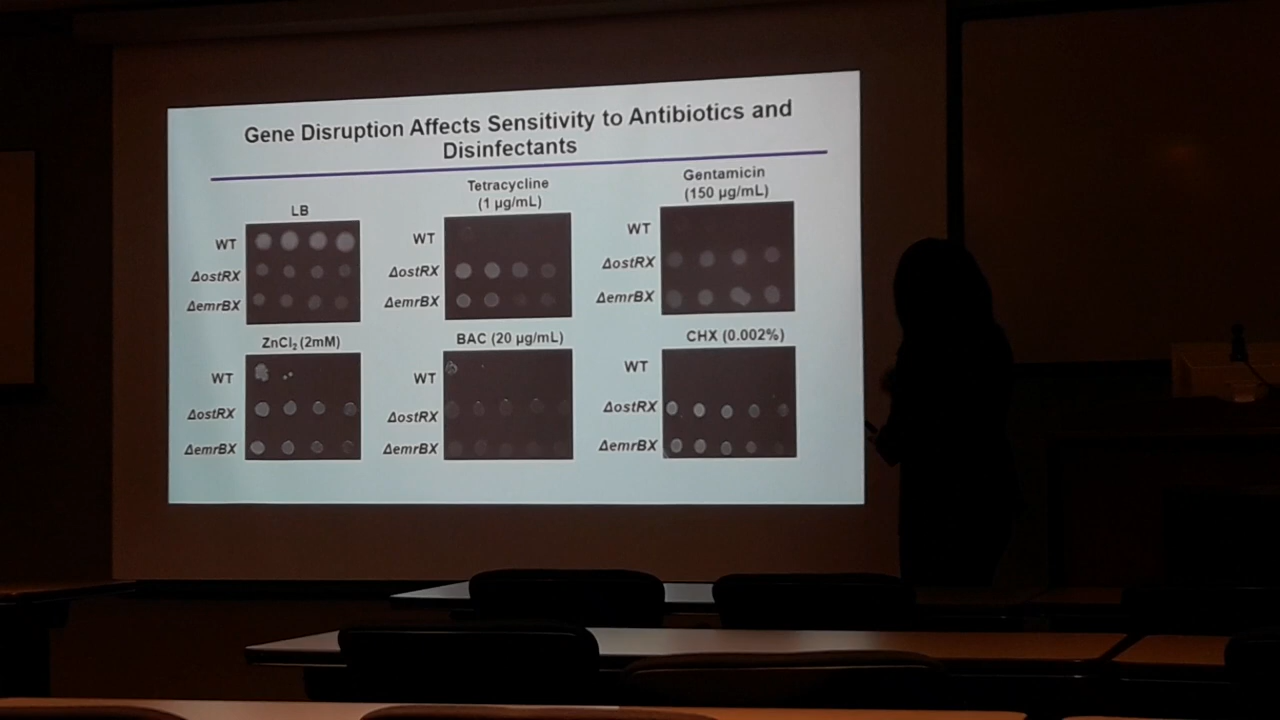 Gene Disruption Affects Sensitivity to Antibiotics and
Disinfectants
LB
WT
ΔostRX
ΔemrBX
Tetracycline
(1 µg/mL)
WT
ΔostRX
ΔemrBX
Gentamicin
(150 µg/mL)
WT
ΔostRX
ΔemrBX
ZnCl₂ (2mM)
WT
ΔostRX
ΔemrBX
BAC (20 µg/mL)
WT
ΔostRX
ΔemrBX
CHX (0.002%)
WT
ΔostRX
ΔemrBX